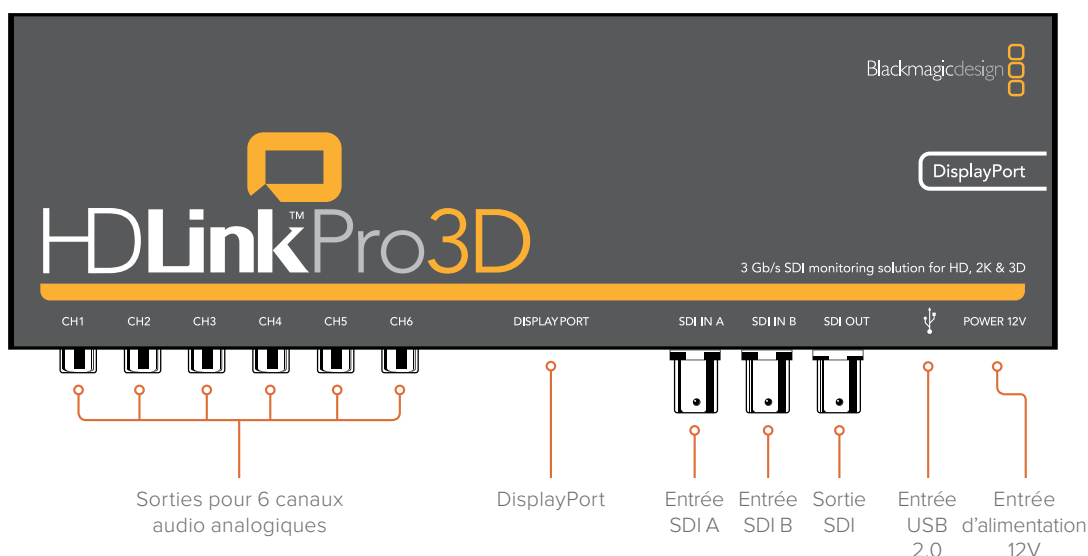 Blackmagicdesign
DisplayPort
HDLink™Pro3D
3 Gb/s SDI monitoring solution for HD, 2K & 3D
CH1 CH2 CH3 CH4 CH5 CH6 DISPLAYPORT SDI IN A SDI IN B SDI OUT POWER 12V
Sorties pour 6 canaux
audio analogiques
DisplayPort
Entrée
SDI A
Entrée
SDI B
Sortie
SDI
Entrée
USB
2.0
Entrée
d'alimentation
12V